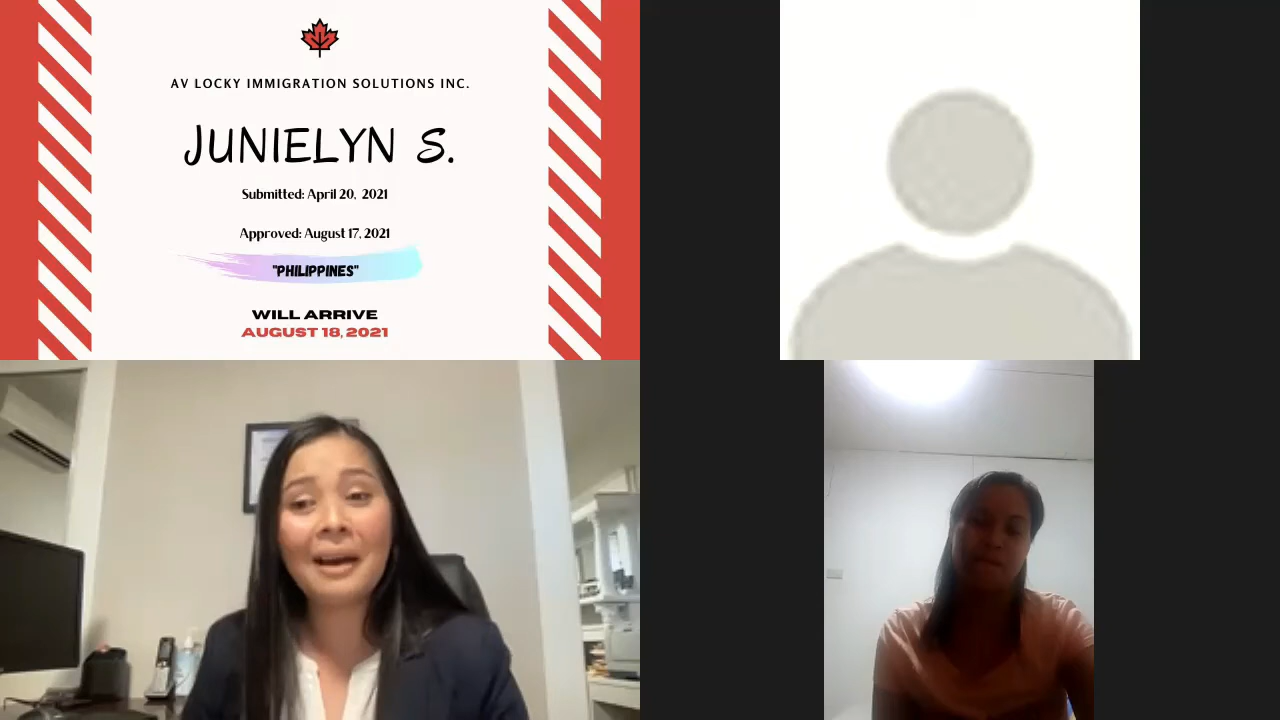 AV LOCKY IMMIGRATION SOLUTIONS INC.
JUNIELYN S.
Submitted: April 20, 2021
Approved: August 17, 2021
"PHILIPPINES"
WILL ARRIVE
AUGUST 18, 2021